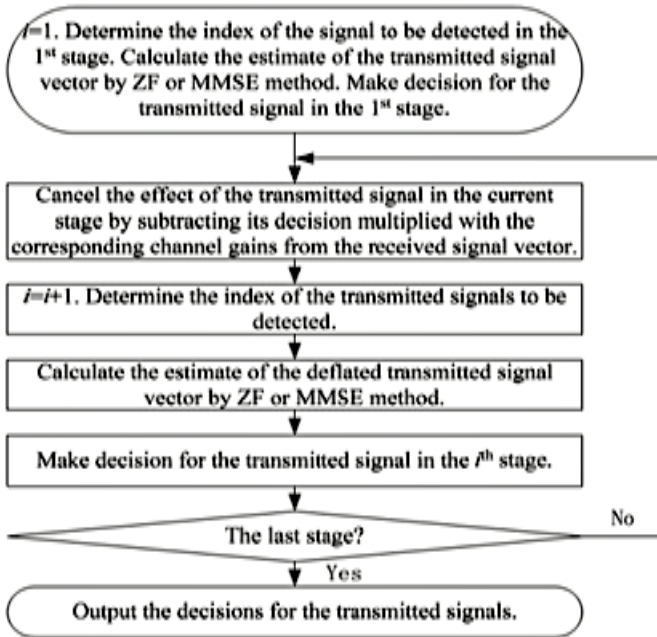 i=1. Determine the index of the signal to be detected in the
1st stage. Calculate the estimate of the transmitted signal
vector by ZF or MMSE method. Make decision for the
transmitted signal in the 1st stage.
Cancel the effect of the transmitted signal in the current
stage by subtracting its decision multiplied with the
corresponding channel gains from the received signal vector.
i=i+1. Determine the index of the transmitted signals to be
detected.
Calculate the estimate of the deflated transmitted signal
vector by ZF or MMSE method.
Make decision for the transmitted signal in the ith stage.
The last stage?
No
Yes
Output the decisions for the transmitted signals.